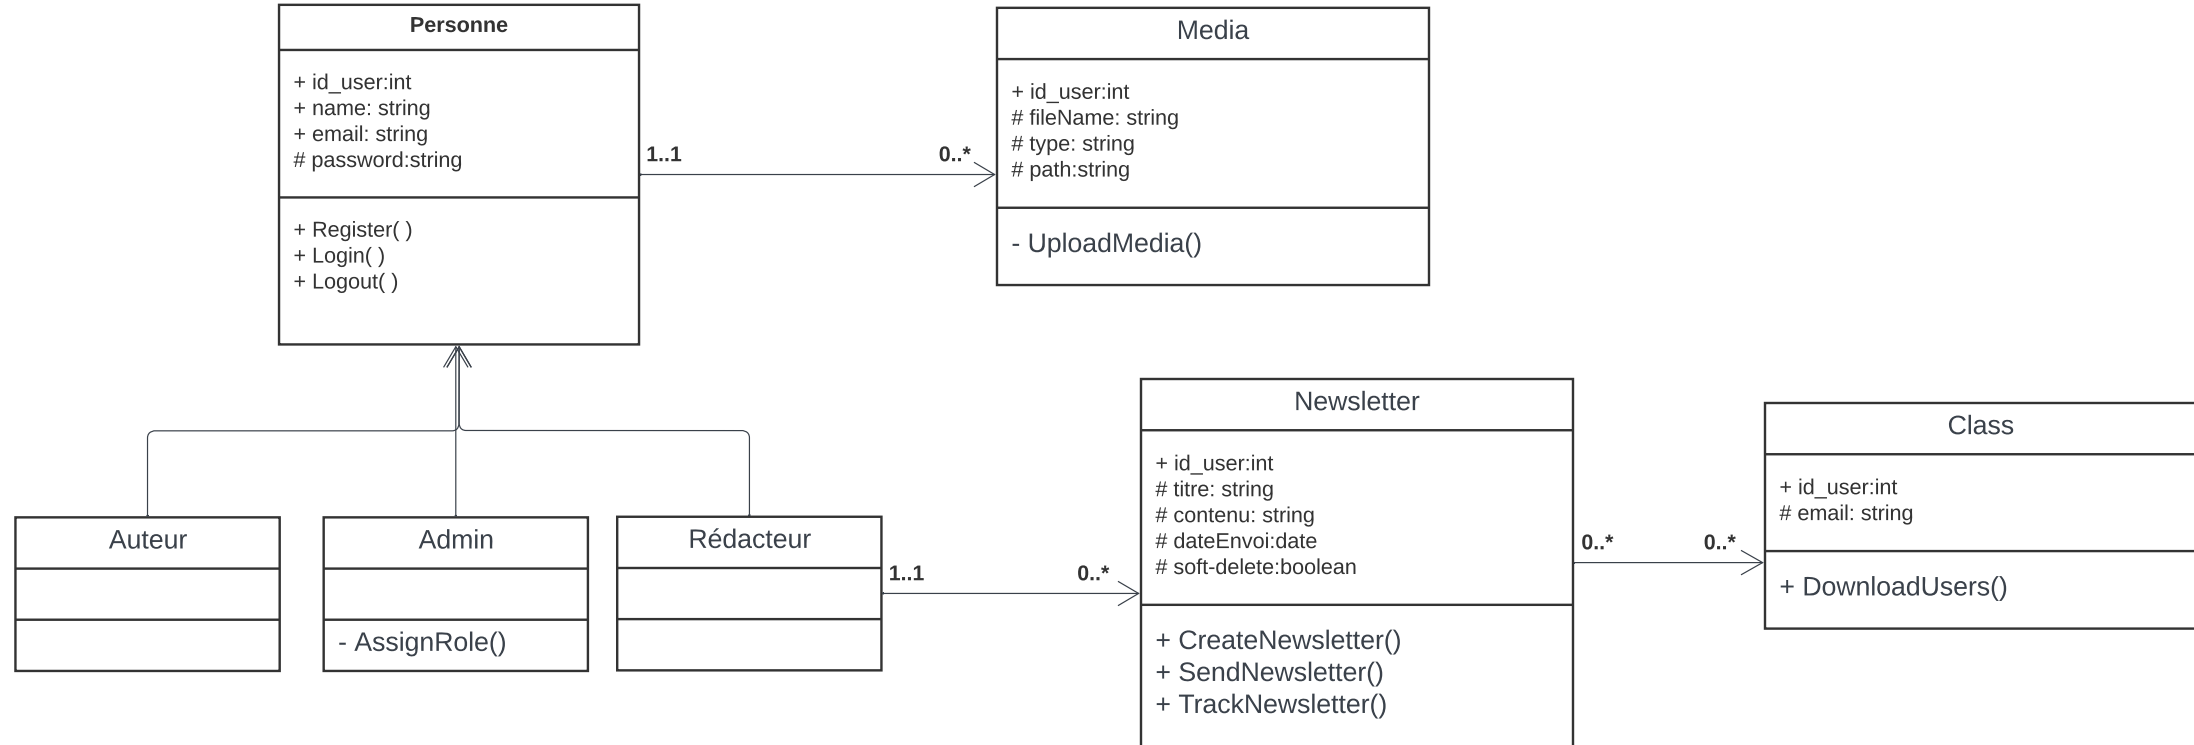 Personne
+ id_user:int
+ name: string
+ email: string
# password:string
+ Register( )
+ Login( )
+ Logout( )
1..1
0..*
Media
+ id_user:int
# fileName: string
# type: string
# path:string
- UploadMedia()
Auteur
Admin
- AssignRole()
Rédacteur
1..1
0..*
Newsletter
+ id_user:int
# titre: string
# contenu: string
# dateEnvoi:date
# soft-delete:boolean
+ CreateNewsletter()
+ SendNewsletter()
+ TrackNewsletter()
0..*
0..*
Class
+ id_user:int
# email: string
+ DownloadUsers()